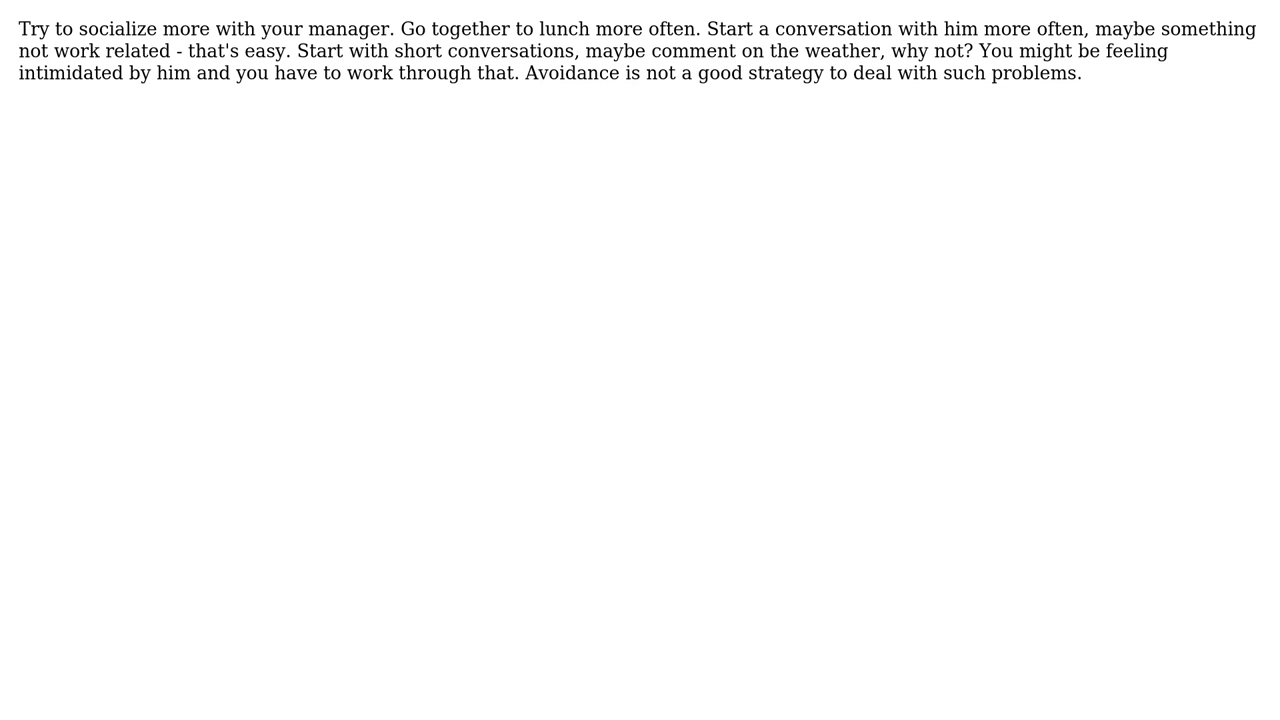 Try to socialize more with your manager. Go together to lunch more often. Start a conversation with him more often, maybe something
not work related - that's easy. Start with short conversations, maybe comment on the weather, why not? You might be feeling
intimidated by him and you have to work through that. Avoidance is not a good strategy to deal with such problems.